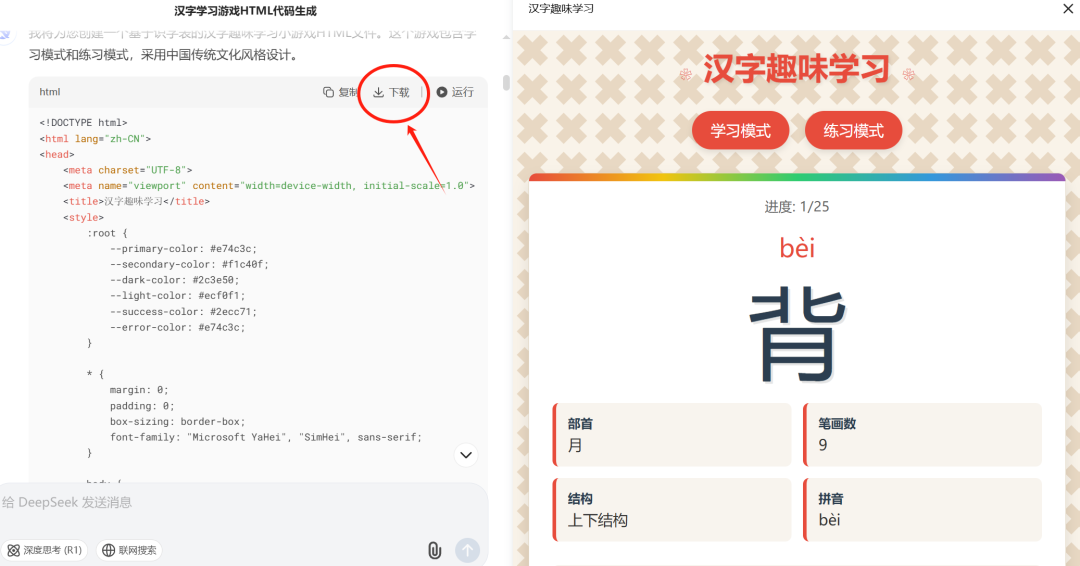 汉字学习游戏HTML代码生成
我将为您创建一个基于识字表的汉字趣味学习小游戏HTML文件。这个游戏包含学
习模式和练习模式，采用中国传统文化风格设计。
html
复制
下载
运行
<!DOCTYPE html>
<html lang="zh-CN">
<head>
<meta charset="UTF-8">
<meta name="viewport" content="width=device-width, initial-scale=1.0">
<title>汉字趣味学习</title>
<style>
:root {
--primary-color: #e74c3c;
--secondary-color: #f1c40f;
--dark-color: #2c3e50;
--light-color: #ecf0f1;
--success-color: #2ecc71;
--error-color: #e74c3c;
}
* {
margin: 0;
padding: 0;
box-sizing: border-box;
font-family: "Microsoft YaHei", "SimHei", sans-serif;
}
body {
给 DeepSeek 发送消息
深度思考 (R1)
联网搜索
汉字趣味学习
汉字趣味学习
学习模式
练习模式
进度: 1/25
bèi
背
部首
月
笔画数
9
结构
上下结构
拼音
bèi